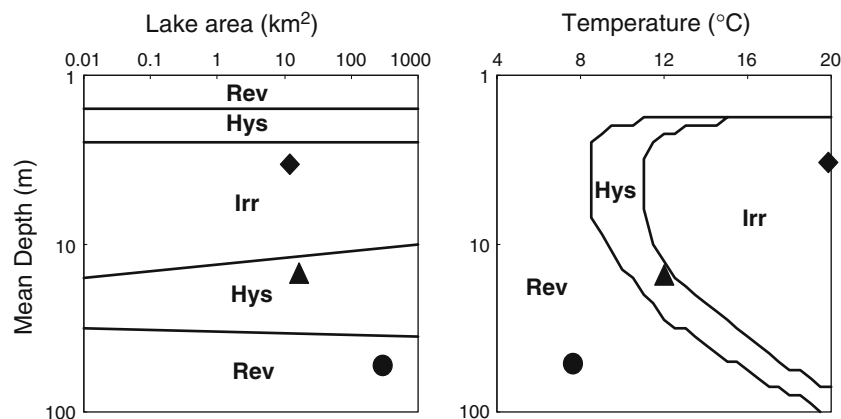 Lake area (km²)
0.01 0.1 1 10 100 1000
Mean Depth (m)
1
10
100
Rev
Hys
Irr
Hys
Rev
Temperature (°C)
4 8 12 16 20
1
10
100
Hys
Irr
Rev